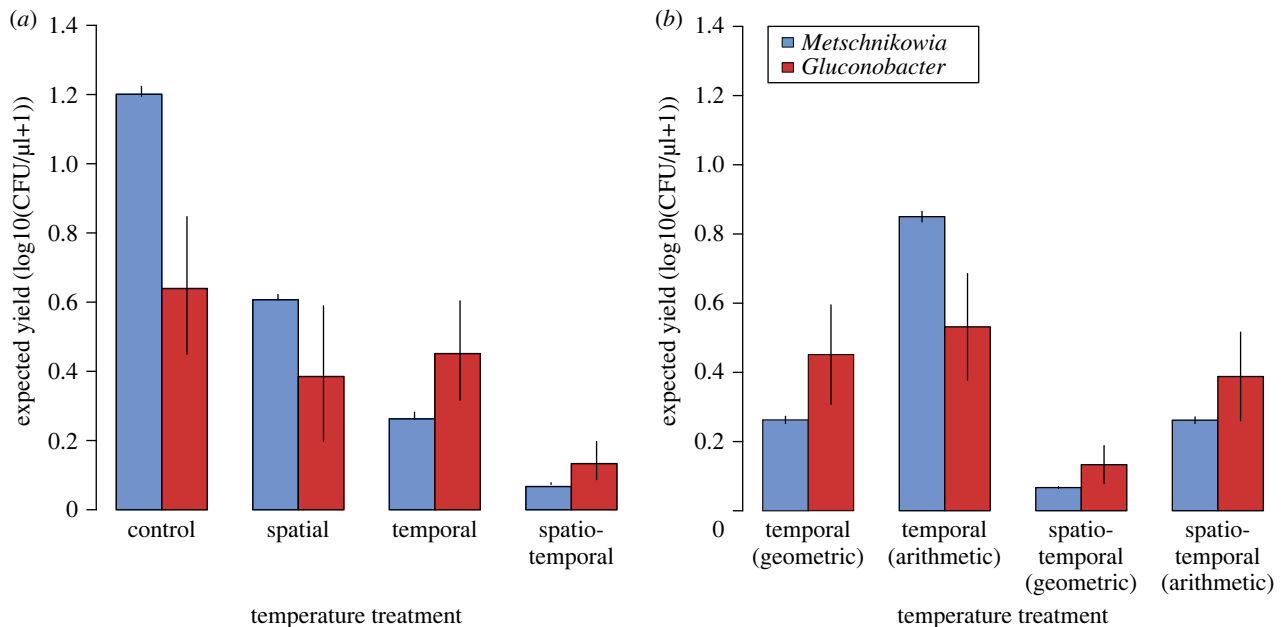 (a)
expected yield (log10(CFU/µl+1))
1.4
1.2
1.0
0.8
0.6
0.4
0.2
0
control
spatial
temporal
spatio-
temporal
temperature treatment
(b)
Metschnikowia
Gluconobacter
expected yield (log10(CFU/µl+1))
1.4
1.2
1.0
0.8
0.6
0.4
0.2
0
temporal
(geometric)
temporal
(arithmetic)
spatio-
temporal
(geometric)
spatio-
temporal
(arithmetic)
temperature treatment